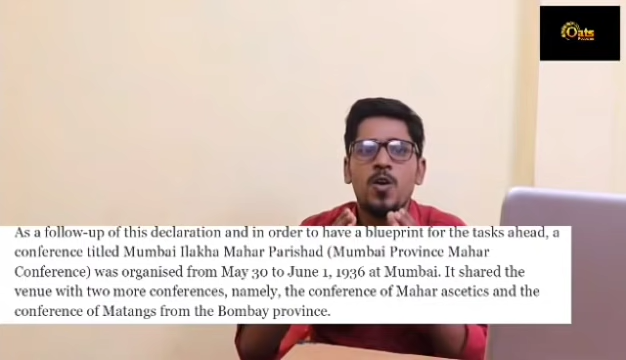 Oats
As a follow-up of this declaration and in order to have a blueprint for the tasks ahead, a
conference titled Mumbai Ilakha Mahar Parishad (Mumbai Province Mahar
Conference) was organised from May 30 to June 1, 1936 at Mumbai. It shared the
venue with two more conferences, namely, the conference of Mahar ascetics and the
conference of Matangs from the Bombay province.